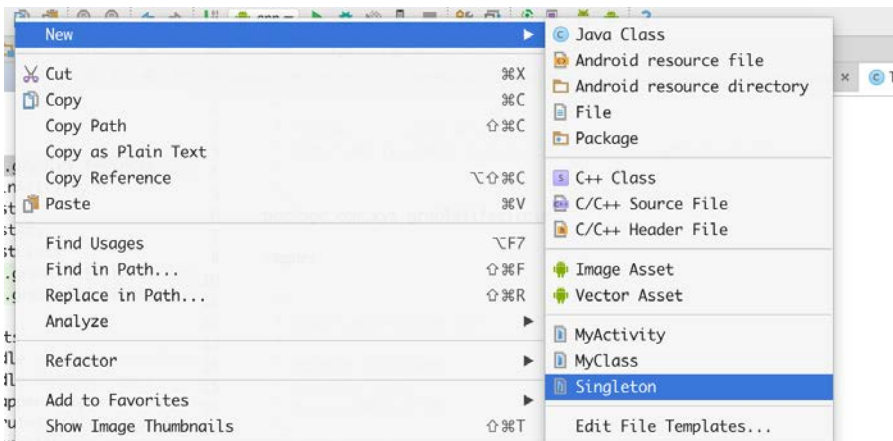 New
Cut ⌘X
Copy ⌘C
Copy Path ⇧⌘C
Copy as Plain Text
Copy Reference ⌥⇧⌘C
Paste ⌘V
Find Usages ⌥F7
Find in Path... ⇧⌘F
Replace in Path... ⇧⌘R
Analyze
Refactor
Add to Favorites
Show Image Thumbnails ⇧⌘T
Java Class
Android resource file
Android resource directory
File
Package
C++ Class
C/C++ Source File
C/C++ Header File
Image Asset
Vector Asset
MyActivity
MyClass
Singleton
Edit File Templates...